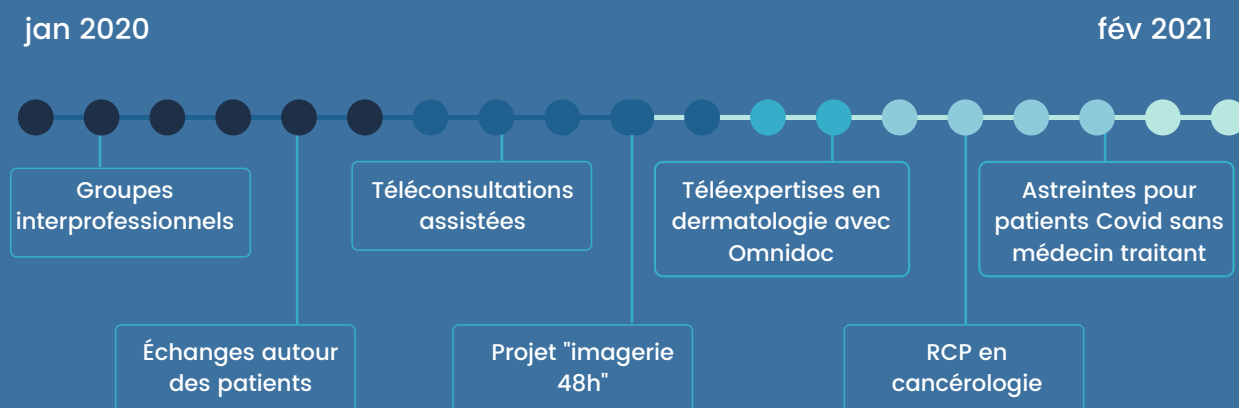 jan 2020
fév 2021
Groupes
interprofessionnels
Téléconsultations
assistées
Téléexpertises en
dermatologie avec
Omnidoc
Astreintes pour
patients Covid sans
médecin traitant
Échanges autour
des patients
Projet "imagerie
48h"
RCP en
cancérologie